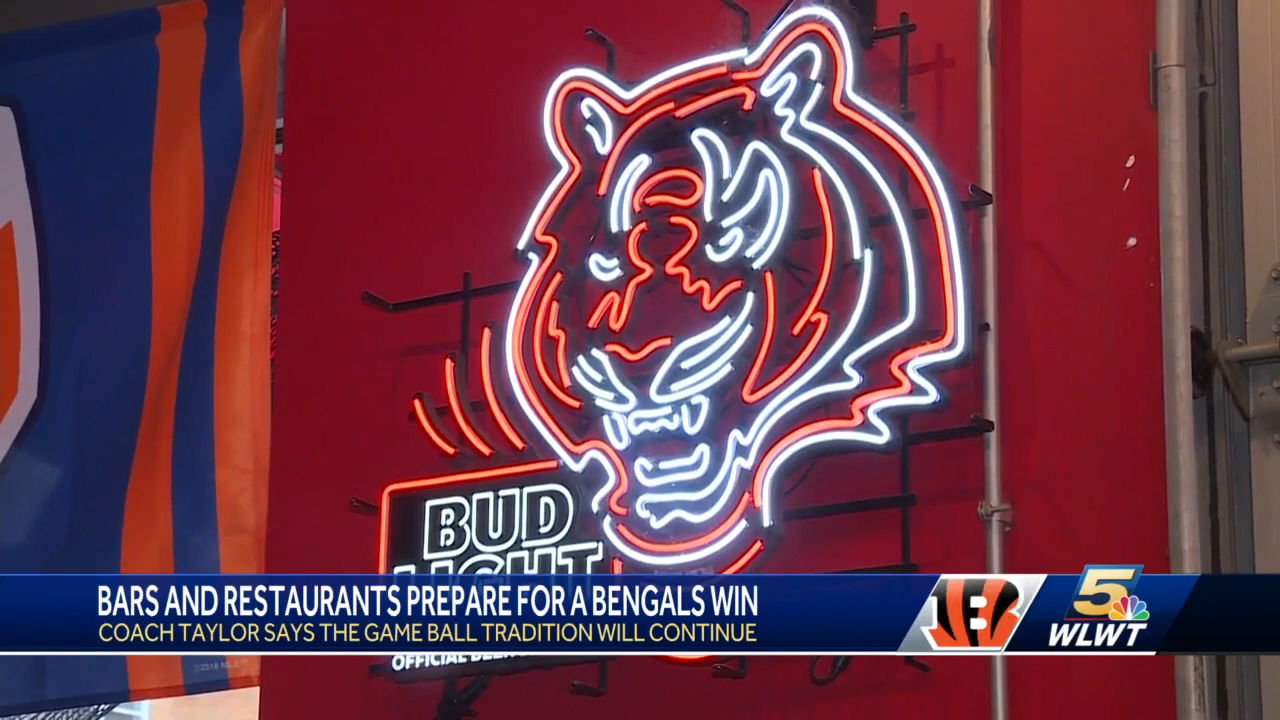 BUD
LIGHT
BARS AND RESTAURANTS PREPARE FOR A BENGALS WIN
COACH TAYLOR SAYS THE GAME BALL TRADITION WILL CONTINUE
B
5
WLWT
OFFICIAL